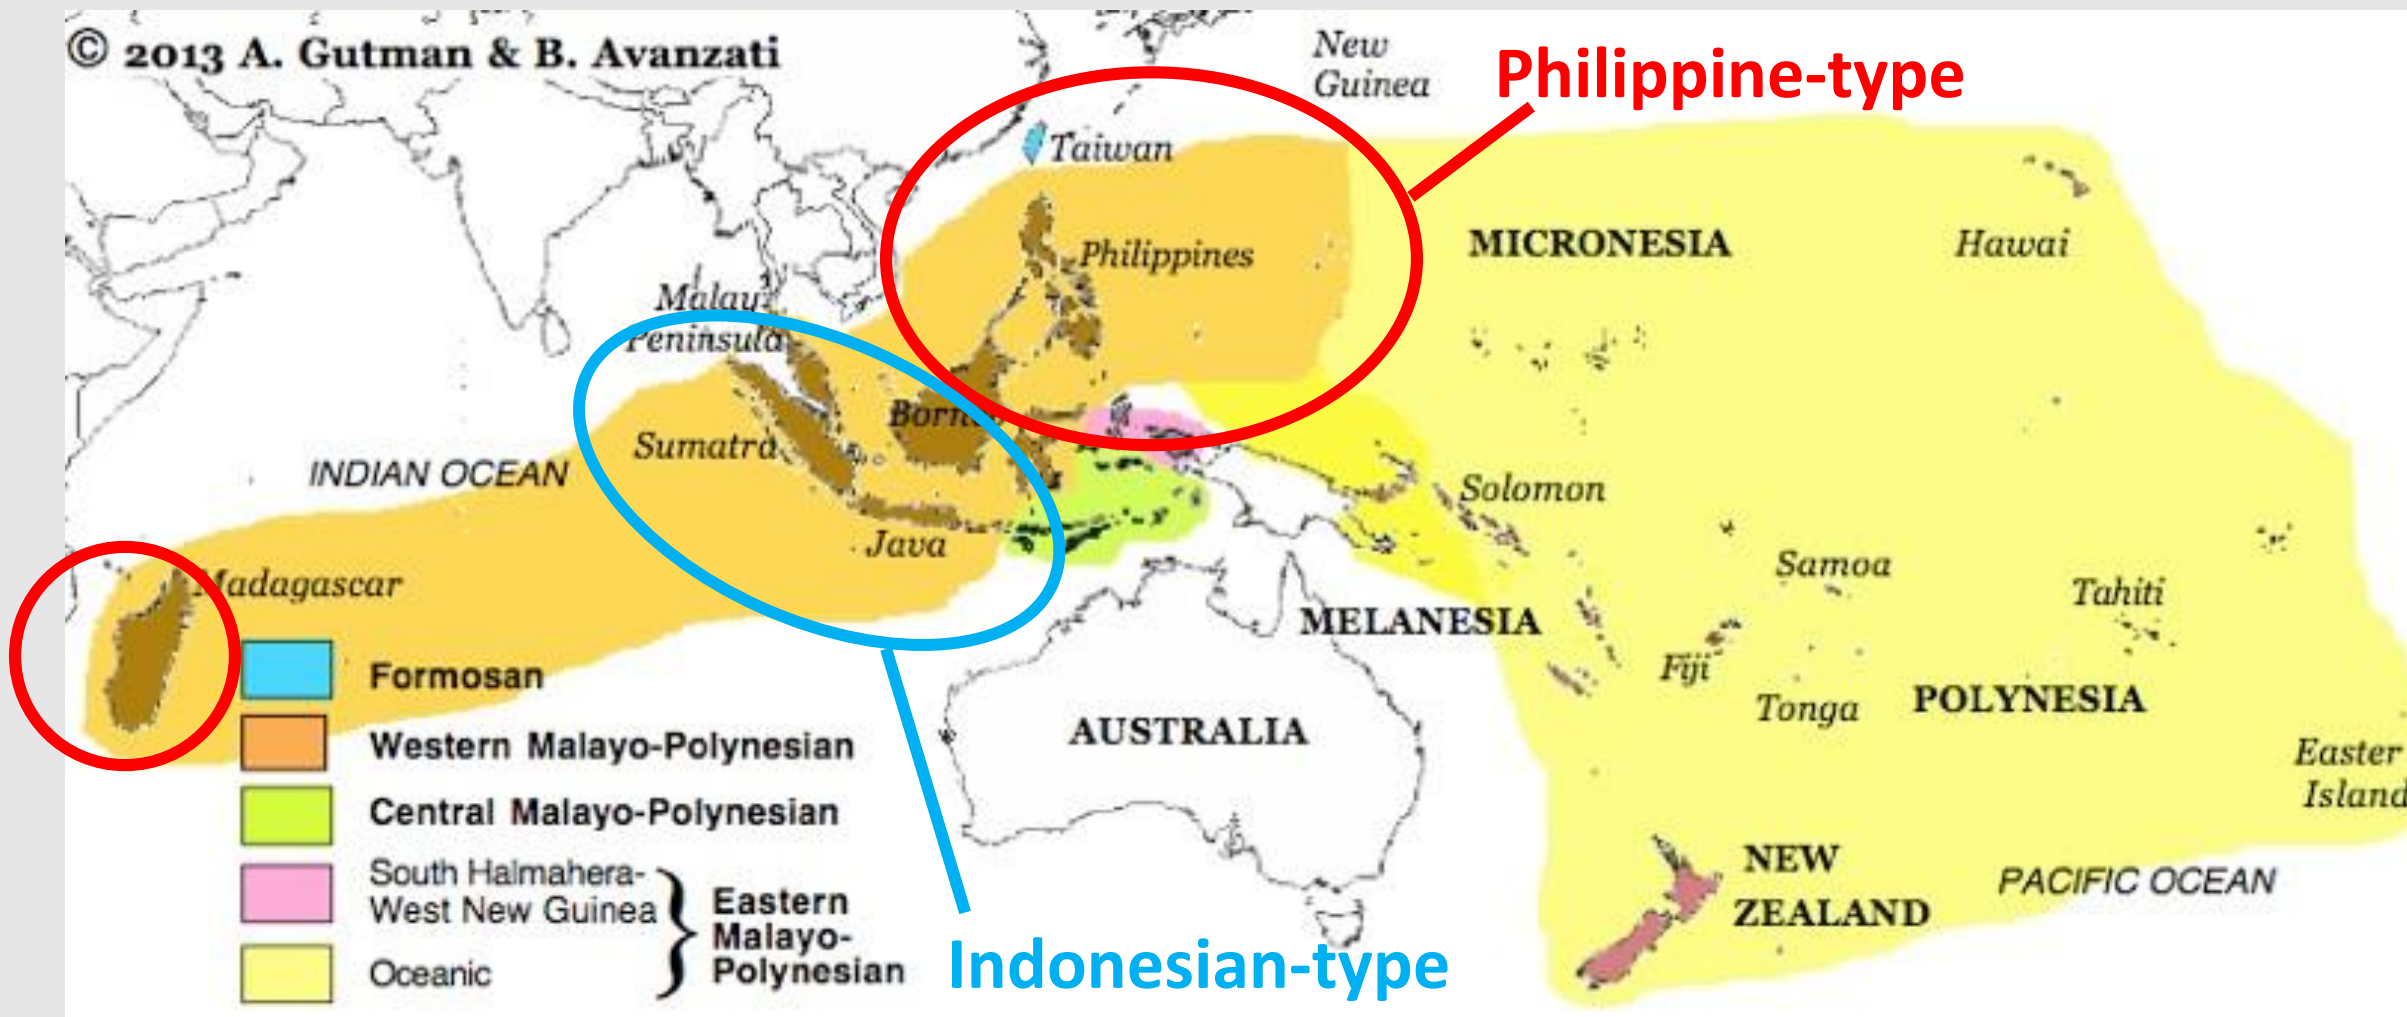 © 2013 A. Gutman & B. Avanzati
New
Guinea
Philippine-type
Taiwan
Philippines
MICRONESIA
Hawai
Malay
Peninsula
Borneo
Sumatra
INDIAN OCEAN
Java
Solomon
Madagascar
Samoa
Tahiti
MELANESIA
Fiji
Tonga
POLYNESIA
AUSTRALIA
Easter
Island
Formosan
Western Malayo-Polynesian
Central Malayo-Polynesian
South Halmahera-
West New Guinea
Eastern
Malayo-
Polynesian
Oceanic
NEW
ZEALAND
PACIFIC OCEAN
Indonesian-type